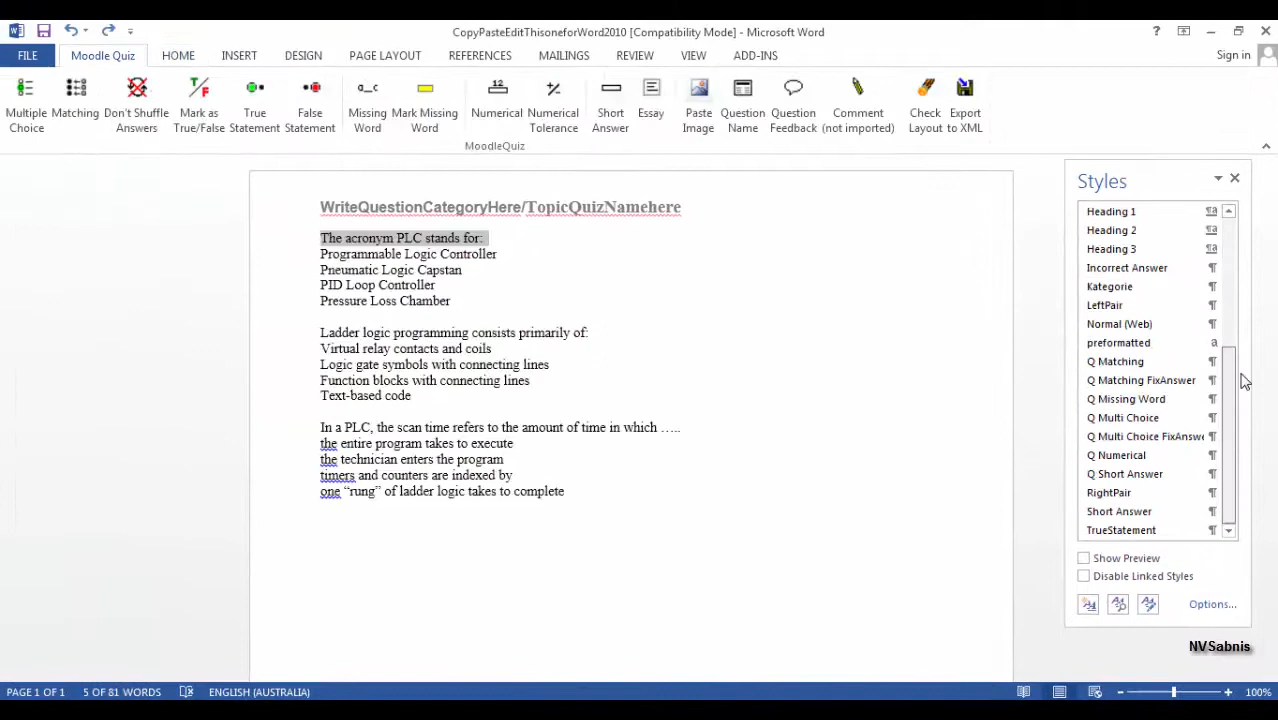 CopyPasteEditThisoneforWord2010 [Compatibility Mode] - Microsoft Word
Sign in
FILE Moodle Quiz HOME INSERT DESIGN PAGE LAYOUT REFERENCES MAILINGS REVIEW VIEW ADD-INS
Multiple Choice
Matching
Don't Shuffle Answers
Mark as True/False
True Statement
False Statement
Missing Word
Mark Missing Word
Numerical
Numerical Tolerance
Short Answer
Essay
Paste Image
Question Name
Question Feedback
Comment (not imported)
Check Layout
Export to XML
MoodleQuiz
WriteQuestionCategoryHere/TopicQuizNamehere
The acronym PLC stands for:
Programmable Logic Controller
Pneumatic Logic Capstan
PID Loop Controller
Pressure Loss Chamber
Ladder logic programming consists primarily of:
Virtual relay contacts and coils
Logic gate symbols with connecting lines
Function blocks with connecting lines
Text-based code
In a PLC, the scan time refers to the amount of time in which …..
the entire program takes to execute
the technician enters the program
timers and counters are indexed by
one “rung” of ladder logic takes to complete
Styles
Heading 1
Heading 2
Heading 3
Incorrect Answer
Kategorie
LeftPair
Normal (Web)
preformatted
Q Matching
Q Matching FixAnswer
Q Missing Word
Q Multi Choice
Q Multi Choice FixAnswe
Q Numerical
Q Short Answer
RightPair
Short Answer
TrueStatement
Show Preview
Disable Linked Styles
Options...
NVSabnis
PAGE 1 OF 1 5 OF 81 WORDS ENGLISH (AUSTRALIA) 100%